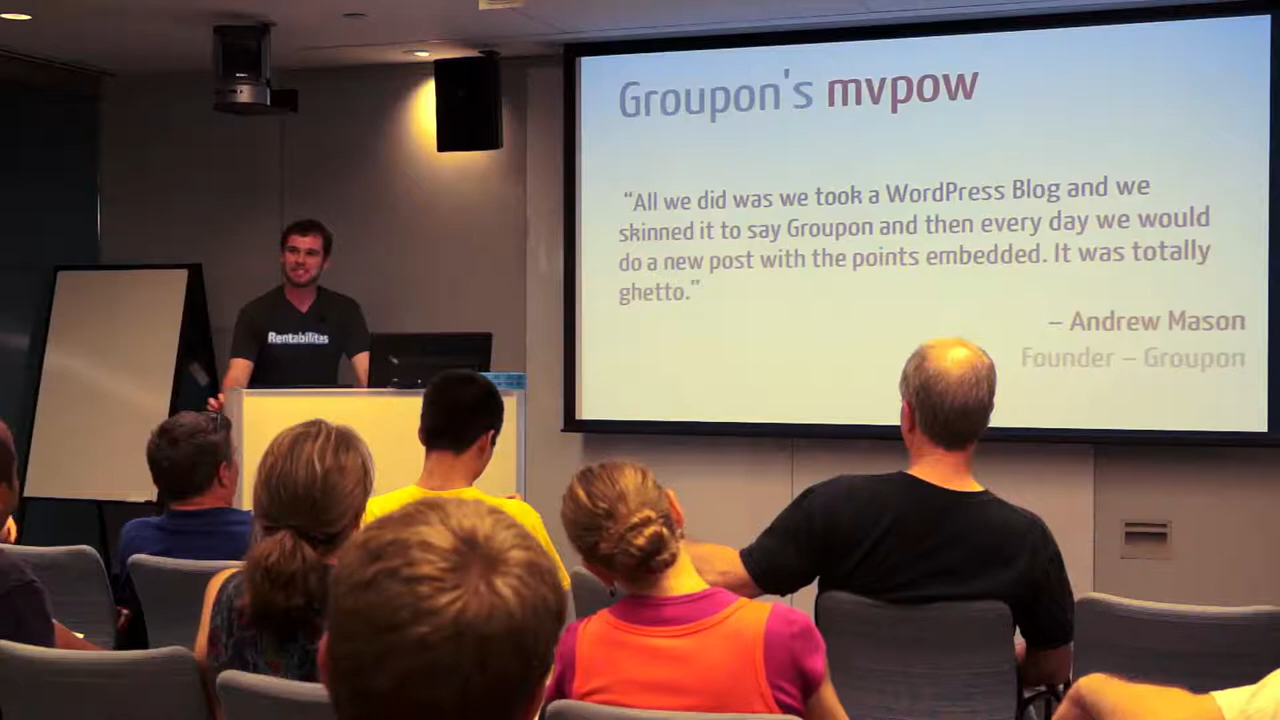 Groupon's mvpow
“All we did was we took a WordPress Blog and we
skinned it to say Groupon and then every day we would
do a new post with the points embedded. It was totally
ghetto.”
– Andrew Mason
Founder – Groupon
Rentabilitas